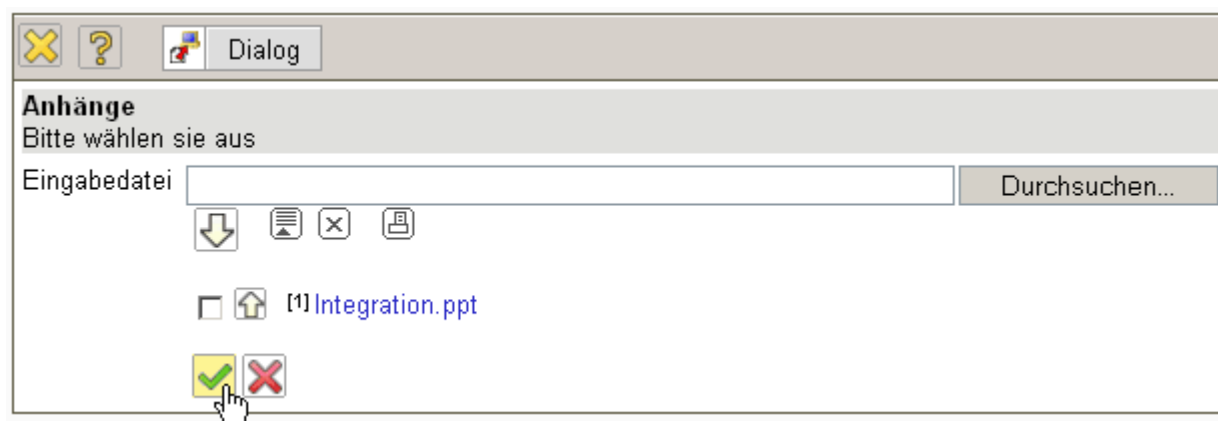 Dialog
Anhänge
Bitte wählen sie aus
Eingabedatei Durchsuchen...
[1] Integration.ppt